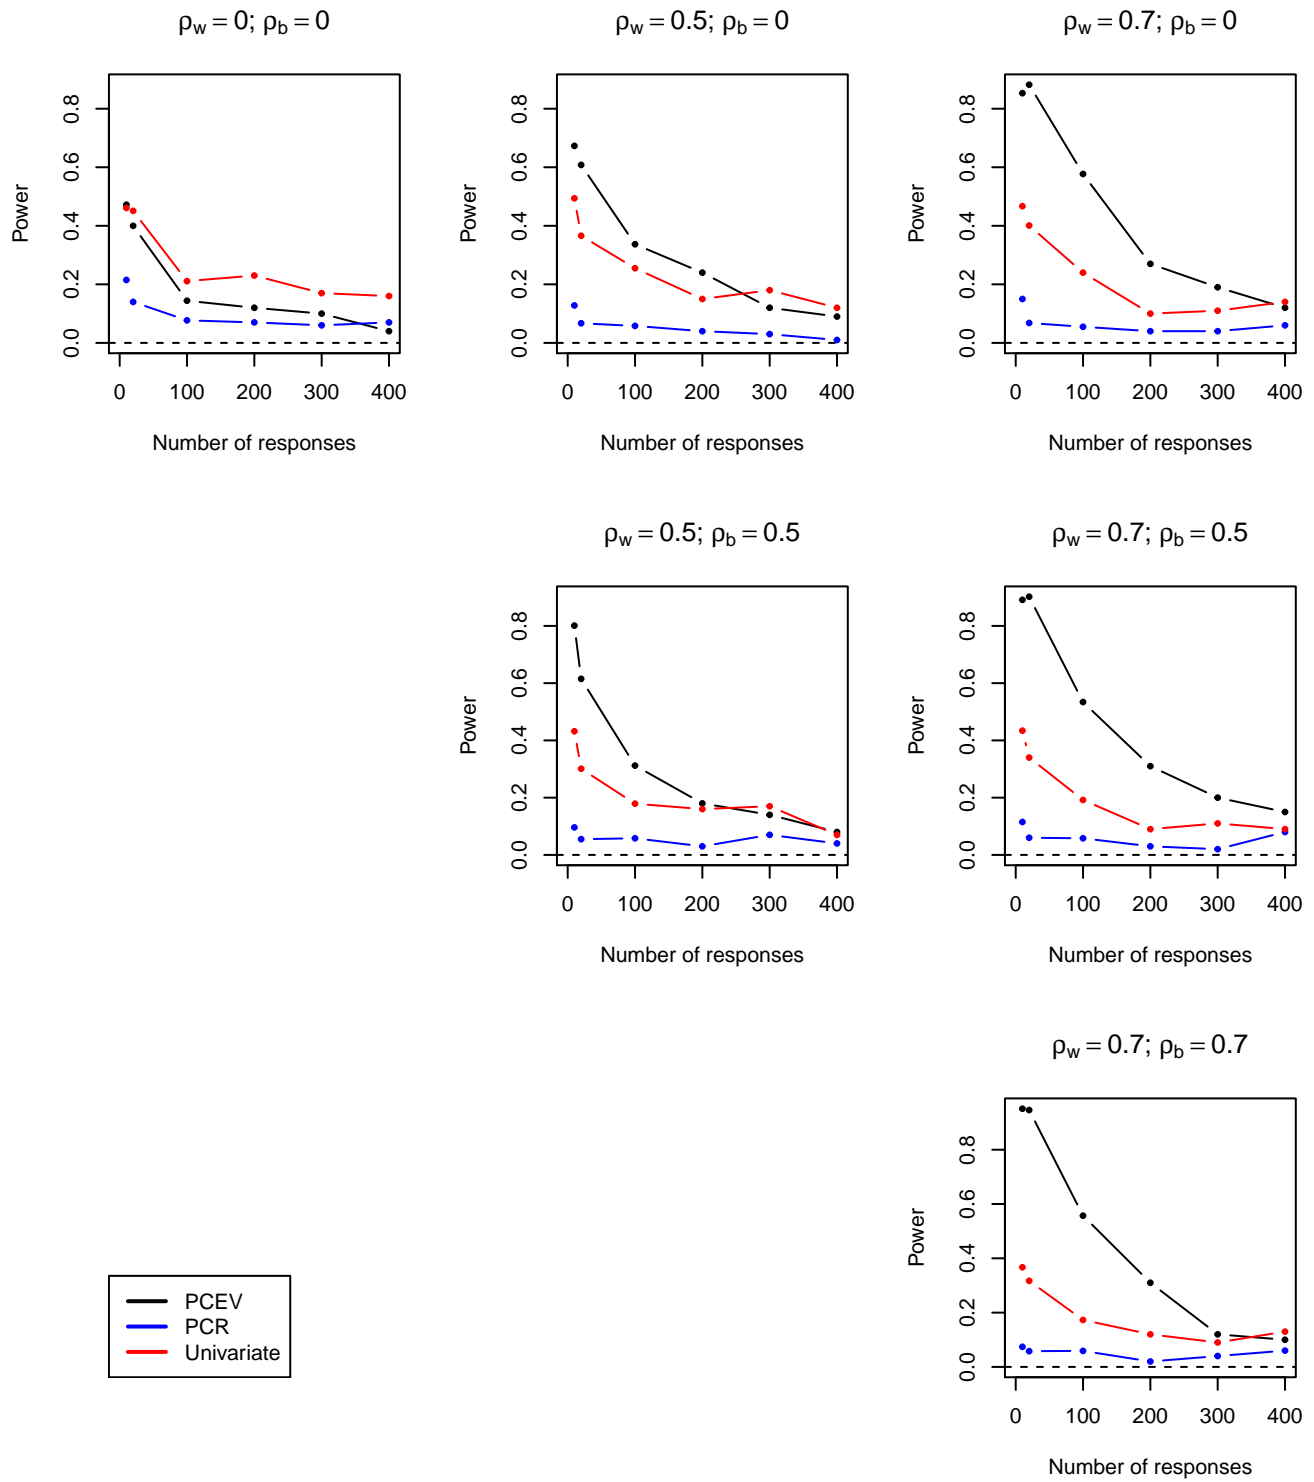 ρw = 0; ρb = 0
Power
0.0 0.2 0.4 0.6 0.8
0 100 200 300 400
Number of responses
ρw = 0.5; ρb = 0
Power
0.0 0.2 0.4 0.6 0.8
0 100 200 300 400
Number of responses
ρw = 0.7; ρb = 0
Power
0.0 0.2 0.4 0.6 0.8
0 100 200 300 400
Number of responses
ρw = 0.5; ρb = 0.5
Power
0.0 0.2 0.4 0.6 0.8
0 100 200 300 400
Number of responses
ρw = 0.7; ρb = 0.5
Power
0.0 0.2 0.4 0.6 0.8
0 100 200 300 400
Number of responses
ρw = 0.7; ρb = 0.7
Power
0.0 0.2 0.4 0.6 0.8
0 100 200 300 400
Number of responses
PCEV
PCR
Univariate